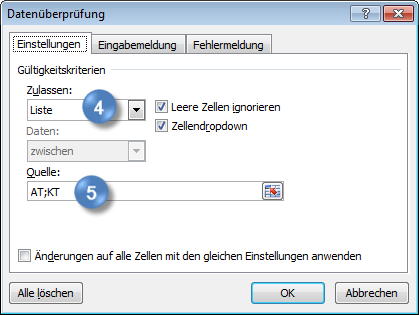 Datenüberprüfung
Einstellungen Eingabemeldung Fehlermeldung
Gültigkeitskriterien
Zulassen:
Liste 4 Leere Zellen ignorieren
Daten: Zellendropdown
zwischen
Quelle:
AT;KT 5
Änderungen auf alle Zellen mit den gleichen Einstellungen anwenden
Alle löschen OK Abbrechen